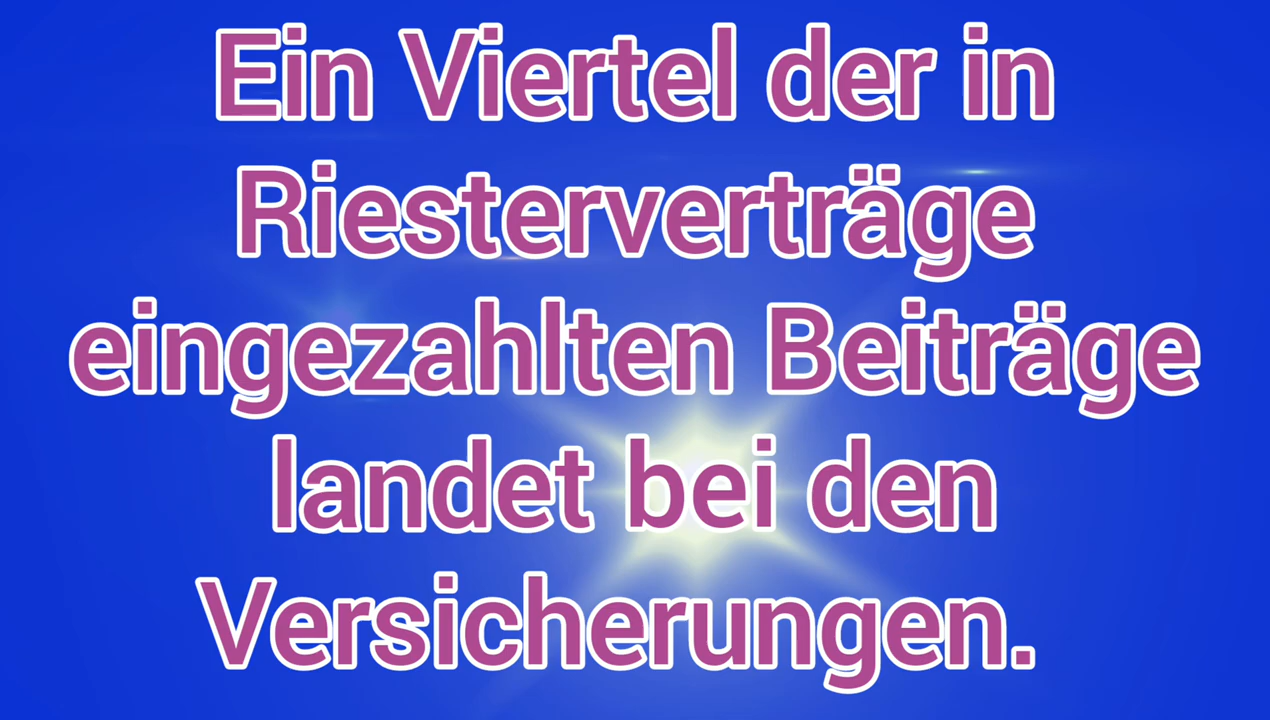 Ein Viertel der in
Riesterverträge
eingezahlten Beiträge
landet bei den
Versicherungen.